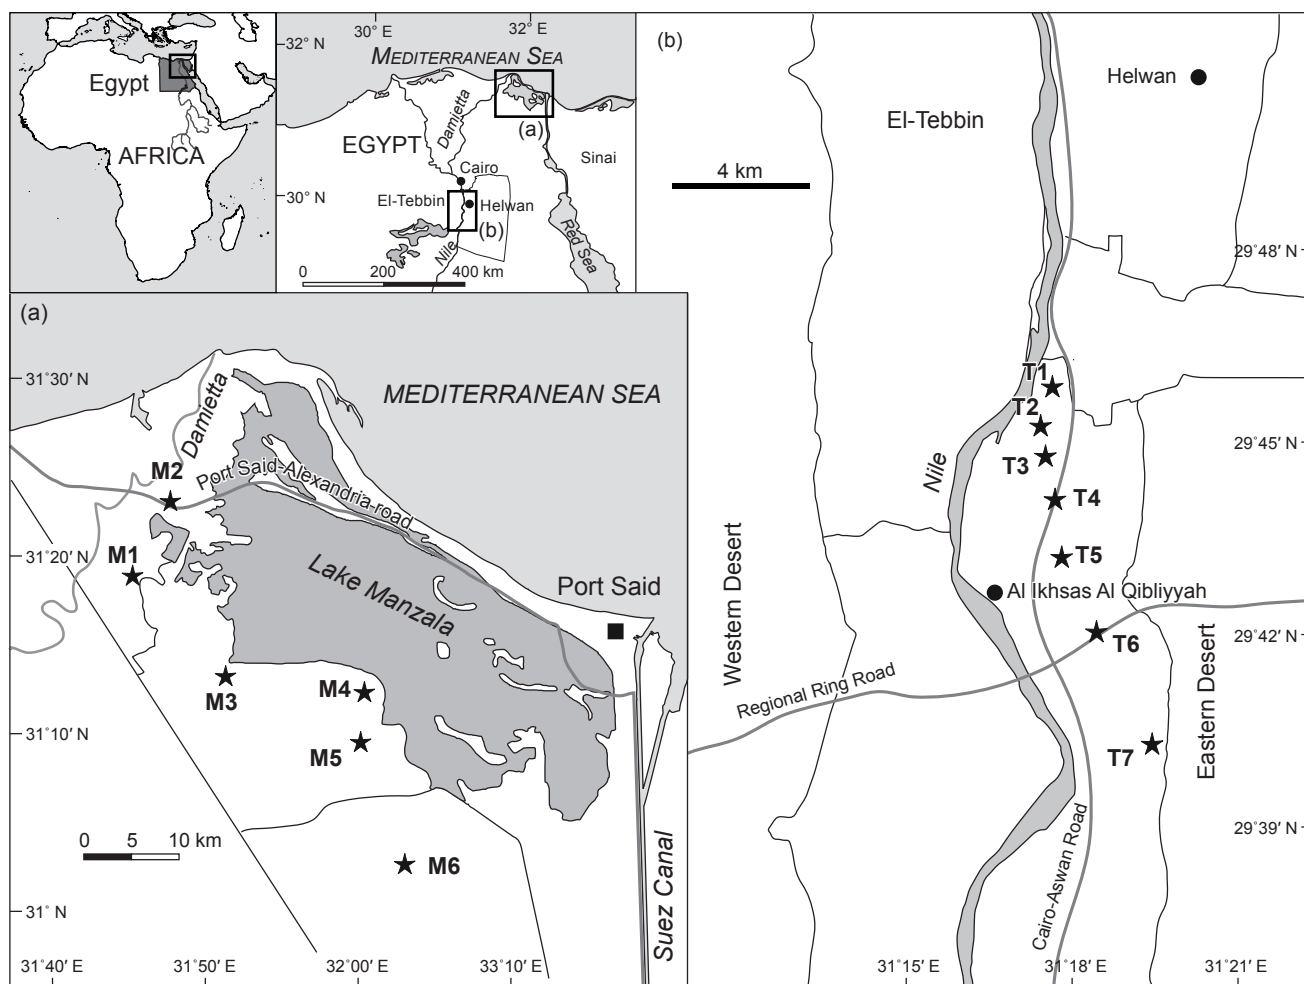 Egypt
AFRICA
30° E
32° E
32° N
MEDITERRANEAN SEA
Damietta
(a)
EGYPT
Sinai
Cairo
30° N
El-Tebbin
Helwan
(b)
Nile
Red Sea
0 200 400 km
(a)
31°30′ N
MEDITERRANEAN SEA
Damietta
M2
Port Said-Alexandria-road
31°20′ N
M1
Lake Manzala
Port Said
M3
M4
31°10′ N
M5
0 5 10 km
M6
Suez Canal
31° N
31°40′ E
31°50′ E
32°00′ E
33°10′ E
(b)
Helwan
El-Tebbin
4 km
29°48′ N
T1
T2
29°45′ N
T3
Nile
T4
Western Desert
T5
Al Ikhsas Al Qibliyyah
29°42′ N
T6
Regional Ring Road
Eastern Desert
T7
29°39′ N
Cairo-Aswan Road
31°15′ E
31°18′ E
31°21′ E